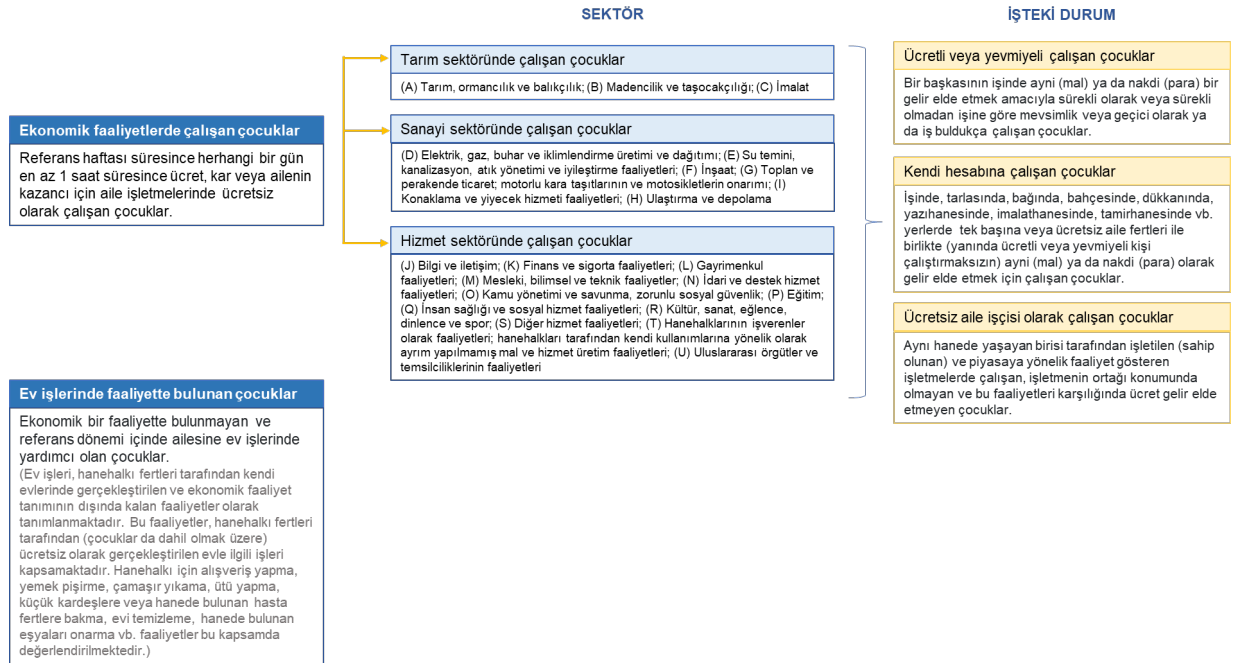 SEKTÖR
İŞTEKİ DURUM
Ekonomik faaliyetlerde çalışan çocuklar
Referans haftası süresince herhangi bir gün
en az 1 saat süresince ücret, kar veya ailenin
kazancı için aile işletmelerinde ücretsiz
olarak çalışan çocuklar.
Ev işlerinde faaliyette bulunan çocuklar
Ekonomik bir faaliyette bulunmayan ve
referans dönemi içinde ailesine ev işlerinde
yardımcı olan çocuklar.
(Ev işleri, hanehalkı fertleri tarafından kendi
evlerinde gerçekleştirilen ve ekonomik faaliyet
tanımının dışında kalan faaliyetler olarak
tanımlanmaktadır. Bu faaliyetler, hanehalkı fertleri
tarafından (çocuklar da dahil olmak üzere)
ücretsiz olarak gerçekleştirilen evle ilgili işleri
kapsamaktadır. Hanehalkı için alışveriş yapma,
yemek pişirme, çamaşır yıkama, ütü yapma,
küçük kardeşlere veya hanede bulunan hasta
fertlere bakma, evi temizleme, hanede bulunan
eşyaları onarma vb. faaliyetler bu kapsamda
değerlendirilmektedir.)
Tarım sektöründe çalışan çocuklar
(A) Tarım, ormancılık ve balıkçılık; (B) Madencilik ve taşocakçılığı; (C) İmalat
Sanayi sektöründe çalışan çocuklar
(D) Elektrik, gaz, buhar ve iklimlendirme üretimi ve dağıtımı; (E) Su temini,
kanalizasyon, atık yönetimi ve iyileştirme faaliyetleri; (F) İnşaat; (G) Toplan ve
perakende ticaret; motorlu kara taşıtlarının ve motosikletlerin onarımı; (I)
Konaklama ve yiyecek hizmeti faaliyetleri; (H) Ulaştırma ve depolama
Hizmet sektöründe çalışan çocuklar
(J) Bilgi ve iletişim; (K) Finans ve sigorta faaliyetleri; (L) Gayrimenkul
faaliyetleri; (M) Mesleki, bilimsel ve teknik faaliyetler; (N) İdari ve destek hizmet
faaliyetleri; (O) Kamu yönetimi ve savunma, zorunlu sosyal güvenlik; (P) Eğitim;
(Q) İnsan sağlığı ve sosyal hizmet faaliyetleri; (R) Kültür, sanat, eğlence,
dinlence ve spor; (S) Diğer hizmet faaliyetleri; (T) Hanehalklarının işverenler
olarak faaliyetleri; hanehalkları tarafından kendi kullanımlarına yönelik olarak
ayrım yapılmamış mal ve hizmet üretim faaliyetleri; (U) Uluslararası örgütler ve
temsilciliklerinin faaliyetleri
Ücretli veya yevmiyeli çalışan çocuklar
Bir başkasının işinde ayni (mal) ya da nakdi (para) bir
gelir elde etmek amacıyla sürekli olarak veya sürekli
olmadan işine göre mevsimlik veya geçici olarak ya
da iş buldukça çalışan çocuklar.
Kendi hesabına çalışan çocuklar
İşinde, tarlasında, bağında, bahçesinde, dükkanında,
yazıhanesinde, imalathanesinde, tamirhanesinde vb.
yerlerde tek başına veya ücretsiz aile fertleri ile
birlikte (yanında ücretli veya yevmiyeli kişi
çalıştırmaksızın) ayni (mal) ya da nakdi (para) olarak
gelir elde etmek için çalışan çocuklar.
Ücretsiz aile işçisi olarak çalışan çocuklar
Aynı hanede yaşayan birisi tarafından işletilen (sahip
olunan) ve piyasaya yönelik faaliyet gösteren
işletmelerde çalışan, işletmenin ortağı konumunda
olmayan ve bu faaliyetleri karşılığında ücret gelir elde
etmeyen çocuklar.